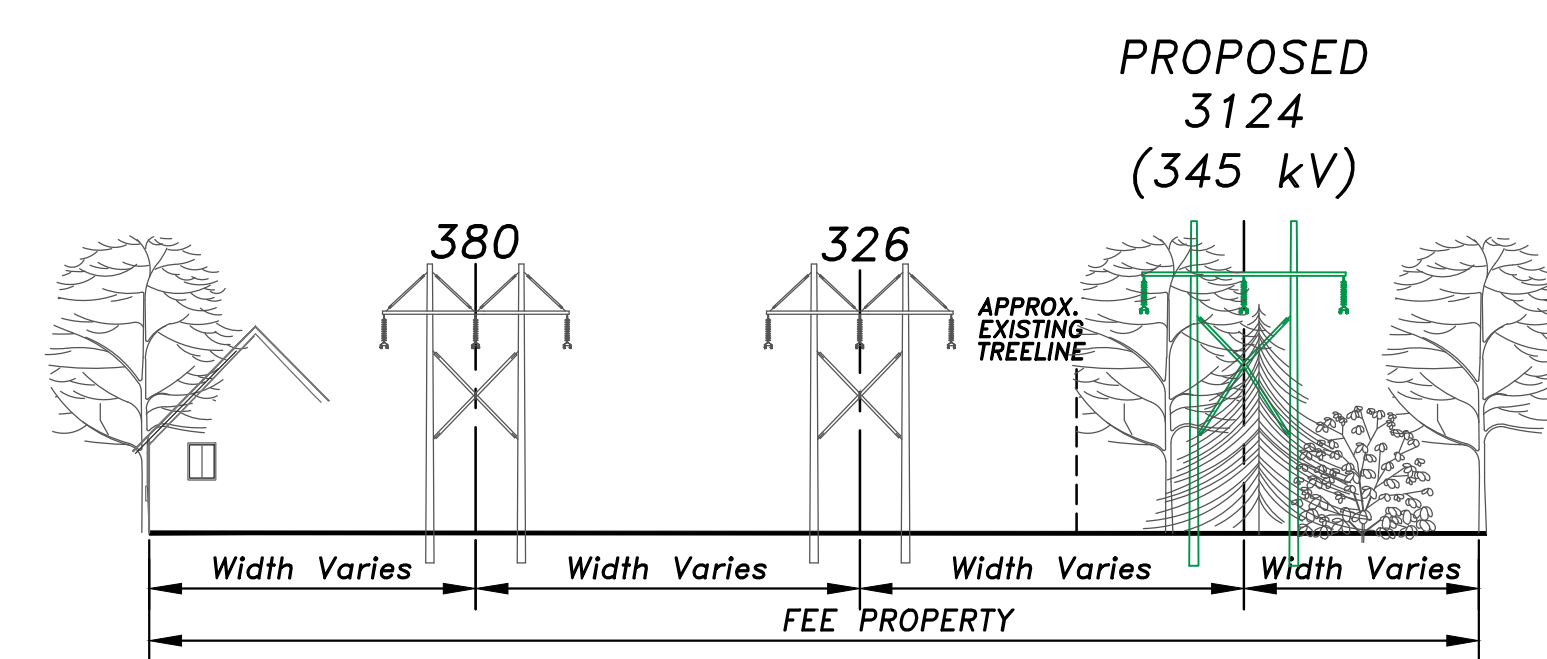 PROPOSED
3124
(345 kV)
380
326
APPROX.
EXISTING
TREELINE
Width Varies
Width Varies
Width Varies
Width Varies
FEE PROPERTY